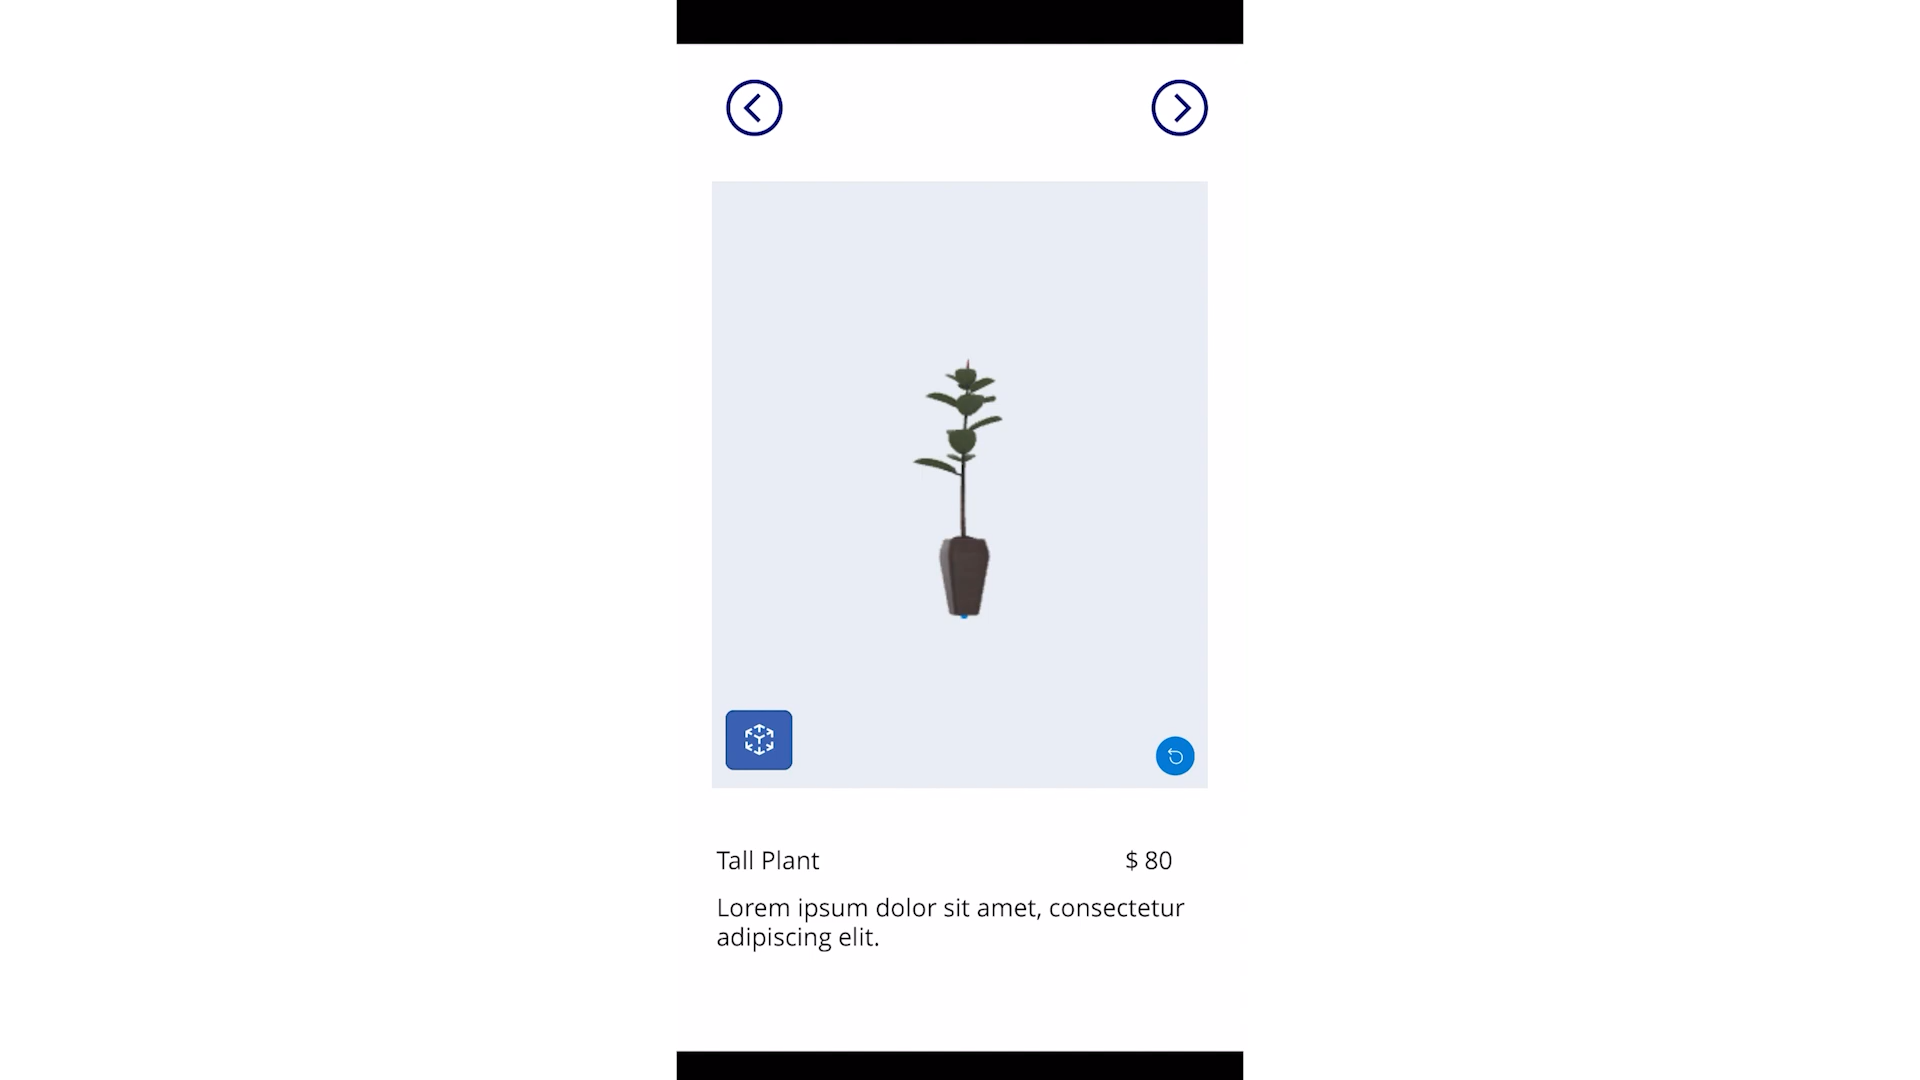 Tall Plant
$ 80
Lorem ipsum dolor sit amet, consectetur
adipiscing elit.